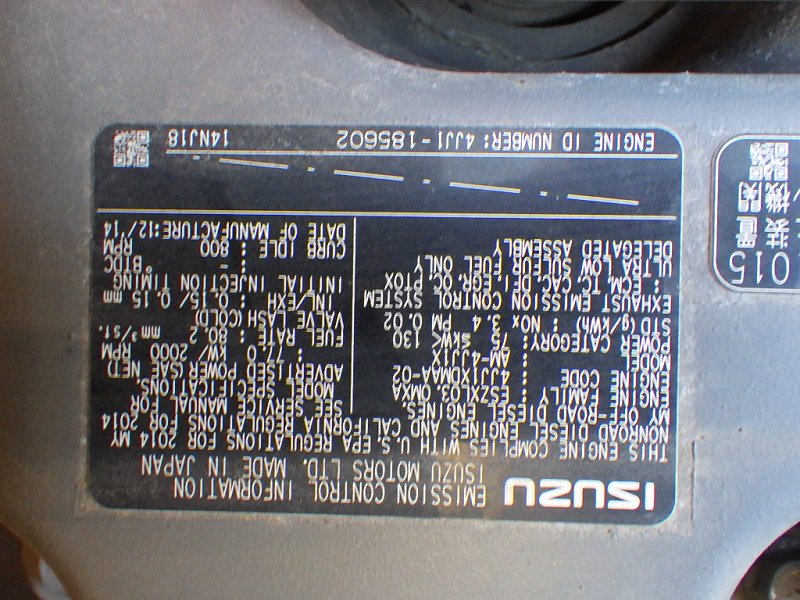 ISUZU
EMISSION CONTROL INFORMATION
ISUZU MOTORS LTD. MADE IN JAPAN
THIS ENGINE COMPLIES WITH U.S. EPA REGULATIONS FOR 2014 MY
NONROAD DIESEL ENGINES AND CALIFORNIA REGULATIONS FOR 2014
MY OFF-ROAD DIESEL ENGINES.
ENGINE FAMILY : ESZXL03.0MXA
ENGINE CODE : 4JJ1XDMAA-02
MODEL : AM-4JJ1X
POWER CATEGORY: 75 ≤kW≤ 130
STD (g/kWh) : NOx 3.4 PM 0.02
EXHAUST EMISSION CONTROL SYSTEM
: ECM, TC, CAC, DFI, EGR, OC, PTOX
ULTRA LOW SULFUR FUEL ONLY
DELEGATED ASSEMBLY
SEE SERVICE MANUAL FOR
MODEL SPECIFICATIONS.
ADVERTISED POWER (SAE NET)
: 77.0 kW/ 2000 RPM
FUEL RATE : 80.2 mm³/st.
VALVE LASH (COLD)
IN/EXH :0.15/ 0.15 mm
INITIAL INJECTION TIMING
: - °BTDC
CURB IDLE : 800 RPM
DATE OF MANUFACTURE:12/'14
ENGINE ID NUMBER: 4JJ1-185602
14NJ18
015
装置
機関